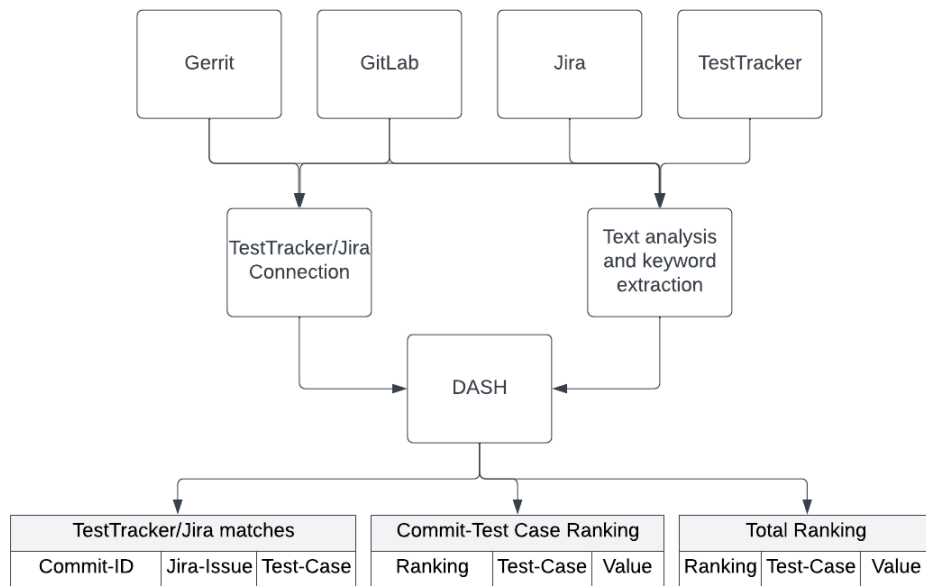 Gerrit
GitLab
Jira
TestTracker
TestTracker/Jira
Connection
Text analysis
and keyword
extraction
DASH
TestTracker/Jira matches
Commit-ID Jira-Issue Test-Case
Commit-Test Case Ranking
Ranking Test-Case Value
Total Ranking
Ranking Test-Case Value